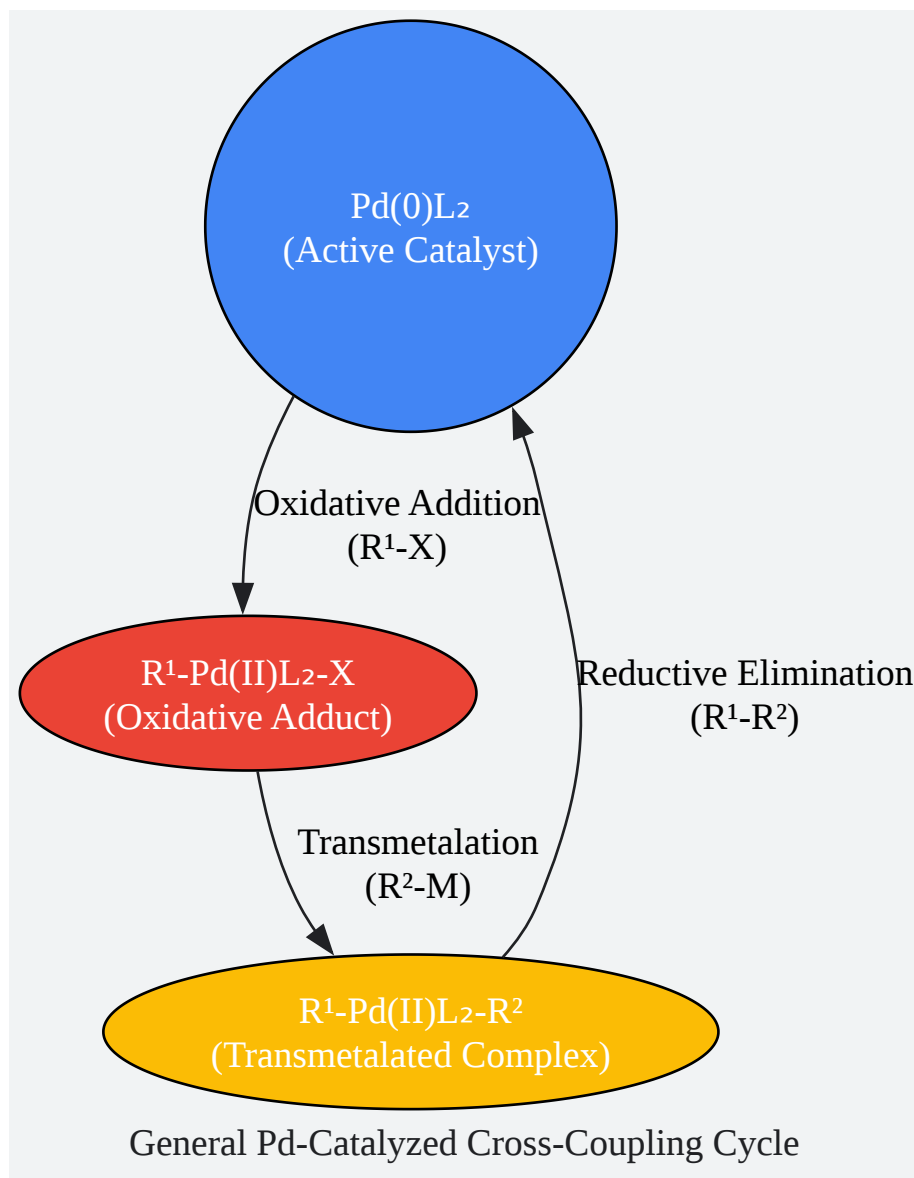 Pd(0)L₂
(Active Catalyst)
Oxidative Addition
(R¹-X)
R¹-Pd(II)L₂-X
(Oxidative Adduct)
Reductive Elimination
(R¹-R²)
Transmetalation
(R²-M)
R¹-Pd(II)L₂-R²
(Transmetalated Complex)
General Pd-Catalyzed Cross-Coupling Cycle